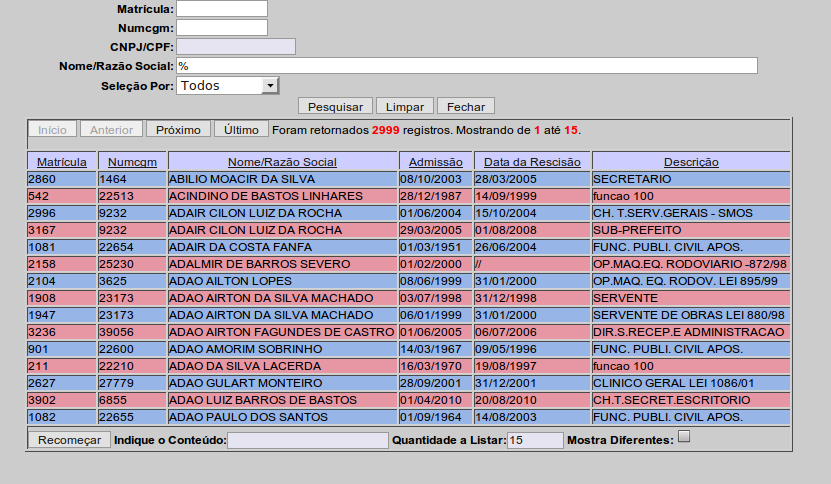 Matrícula:
Numcgm:
CNPJ/CPF:
Nome/Razão Social: %
Seleção Por: Todos
Pesquisar Limpar Fechar
Início Anterior Próximo Último Foram retornados 2999 registros. Mostrando de 1 até 15.
Matrícula Numcgm Nome/Razão Social Admissão Data da Rescisão Descrição
2860 1464 ABILIO MOACIR DA SILVA 08/10/2003 28/03/2005 SECRETARIO
542 22513 ACINDINO DE BASTOS LINHARES 28/12/1987 14/09/1999 funcao 100
2996 9232 ADAIR CILON LUIZ DA ROCHA 01/06/2004 15/10/2004 CH. T.SERV.GERAIS - SMOS
3167 9232 ADAIR CILON LUIZ DA ROCHA 29/03/2005 01/08/2008 SUB-PREFEITO
1081 22654 ADAIR DA COSTA FANFA 01/03/1951 26/06/2004 FUNC. PUBLI. CIVIL APOS.
2158 25230 ADALMIR DE BARROS SEVERO 01/02/2000 // OP.MAQ.EQ. RODOVIARIO -872/98
2104 3625 ADAO AILTON LOPES 08/06/1999 31/01/2000 OP.MAQ. EQ. RODOV. LEI 895/99
1908 23173 ADAO AIRTON DA SILVA MACHADO 03/07/1998 31/12/1998 SERVENTE
1947 23173 ADAO AIRTON DA SILVA MACHADO 06/01/1999 31/01/2000 SERVENTE DE OBRAS LEI 880/98
3236 39056 ADAO AIRTON FAGUNDES DE CASTRO 01/06/2005 06/07/2006 DIR.S.RECEP.E ADMINISTRACAO
901 22600 ADAO AMORIM SOBRINHO 14/03/1967 09/05/1996 FUNC. PUBLI. CIVIL APOS.
211 22210 ADAO DA SILVA LACERDA 16/03/1970 19/08/1997 funcao 100
2627 27779 ADAO GULART MONTEIRO 28/09/2001 31/12/2001 CLINICO GERAL LEI 1086/01
3902 6855 ADAO LUIZ BARROS DE BASTOS 01/04/2010 20/08/2010 CH.T.SECRET.ESCRITORIO
1082 22655 ADAO PAULO DOS SANTOS 01/09/1964 14/08/2003 FUNC. PUBLI. CIVIL APOS.
Recomeçar Indique o Conteúdo: Quantidade a Listar: 15 Mostra Diferentes: